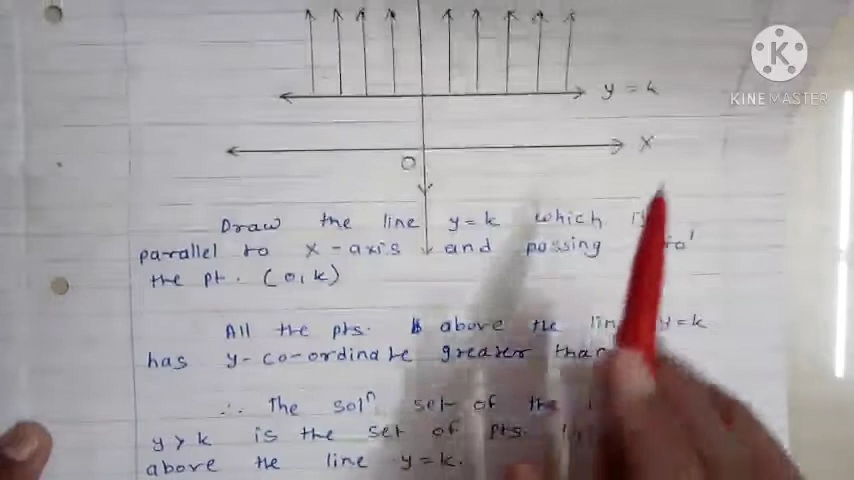 K
KINEMASTER
y = k
X
O
Draw the line y=k which
parallel to X-axis and passing
the pt. (0,k)
All the pts. above the line y=k
has y-co-ordinate greater than
∴ The solⁿ set of the
y > k is the set of pts.
above the line y=k.